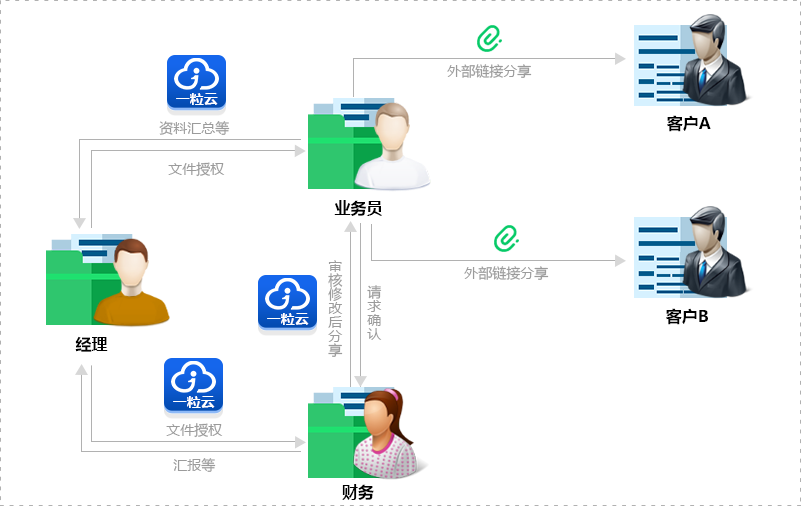 外部链接分享
客户A
一粒云
资料汇总等
文件授权
业务员
外部链接分享
客户B
一粒云
审核修改后分享
请求确认
经理
一粒云
文件授权
汇报等
财务